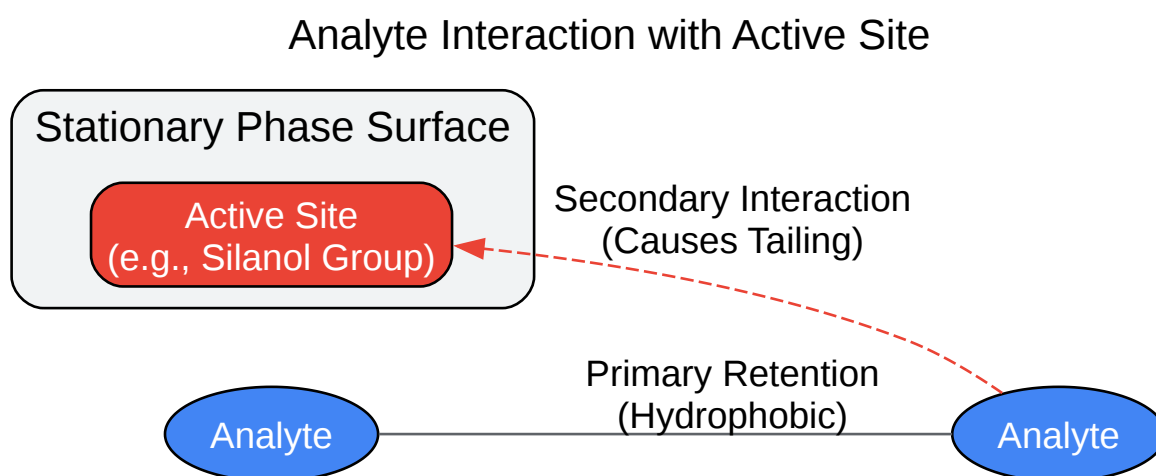 Analyte Interaction with Active Site
Stationary Phase Surface
Active Site
(e.g., Silanol Group)
Secondary Interaction
(Causes Tailing)
Primary Retention
(Hydrophobic)
Analyte
Analyte